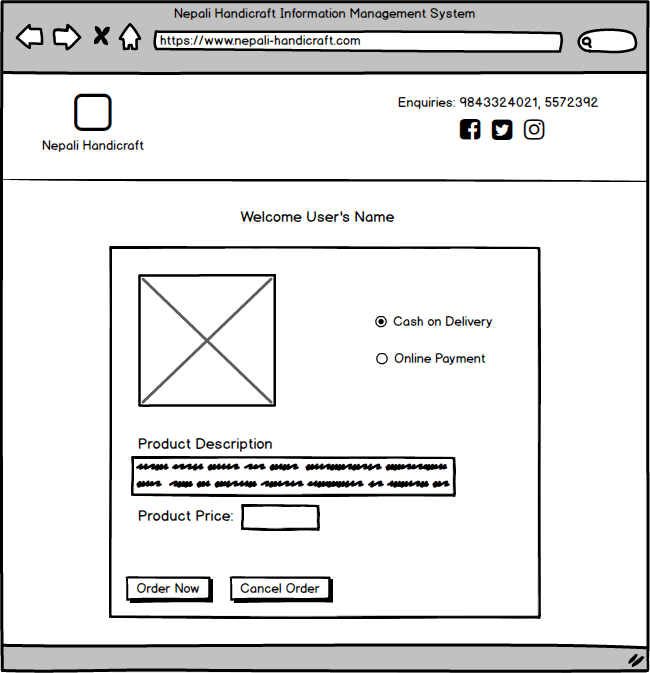 Nepali Handicraft Information Management System
https://www.nepali-handicraft.com
Enquiries: 9843324021, 5572392
Nepali Handicraft
Welcome User's Name
Cash on Delivery
Online Payment
Product Description
Product Price:
Order Now
Cancel Order